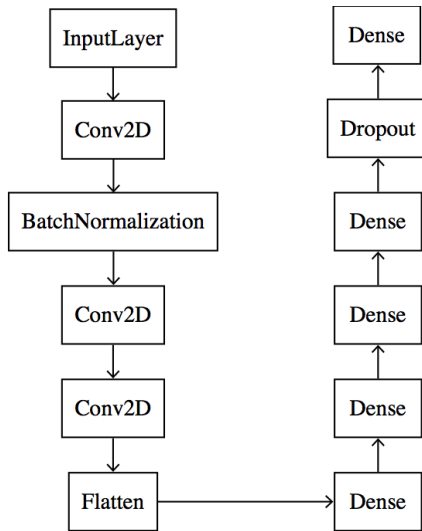 InputLayer
Conv2D
BatchNormalization
Conv2D
Conv2D
Flatten
Dense
Dense
Dense
Dense
Dropout
Dense